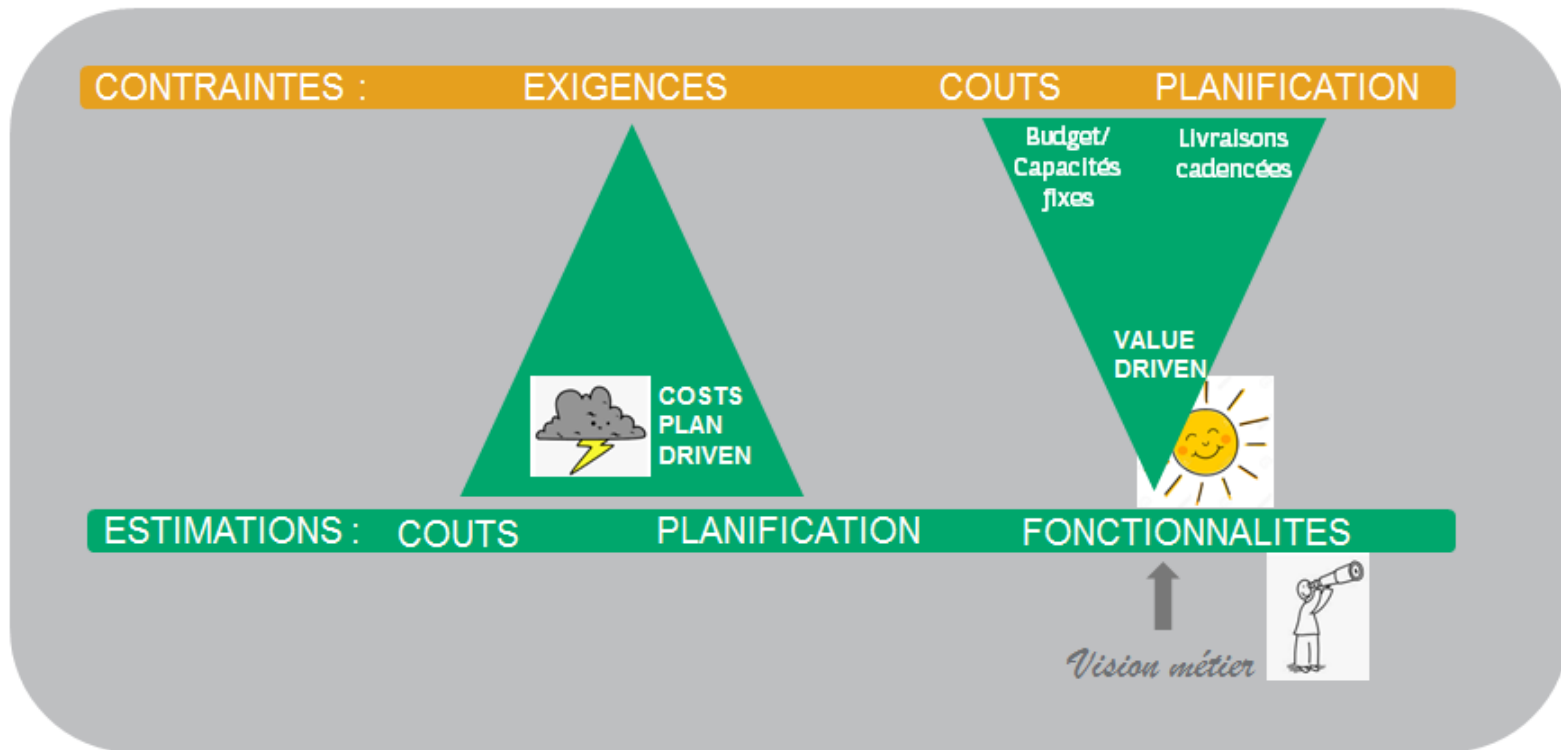 CONTRAINTES : EXIGENCES COUTS PLANIFICATION
Budget/
Capacités
fixes
Livraisons
cadencées
VALUE
DRIVEN
COSTS
PLAN
DRIVEN
ESTIMATIONS : COUTS PLANIFICATION FONCTIONNALITES
Vision métier